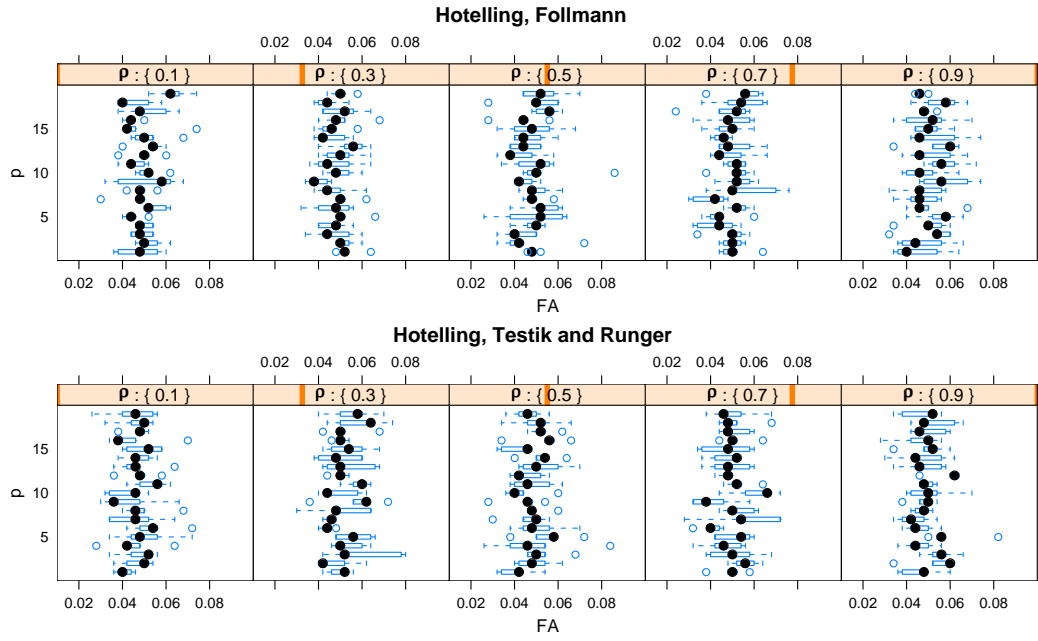 Hotelling, Follmann
0.02 0.04 0.06 0.08 0.02 0.04 0.06 0.08
ρ : { 0.1 } ρ : { 0.3 } ρ : { 0.5 } ρ : { 0.7 } ρ : { 0.9 }
15
10
5
p
0.02 0.04 0.06 0.08 0.02 0.04 0.06 0.08 0.02 0.04 0.06 0.08
FA
Hotelling, Testik and Runger
0.02 0.04 0.06 0.08 0.02 0.04 0.06 0.08
ρ : { 0.1 } ρ : { 0.3 } ρ : { 0.5 } ρ : { 0.7 } ρ : { 0.9 }
15
10
5
p
0.02 0.04 0.06 0.08 0.02 0.04 0.06 0.08 0.02 0.04 0.06 0.08
FA